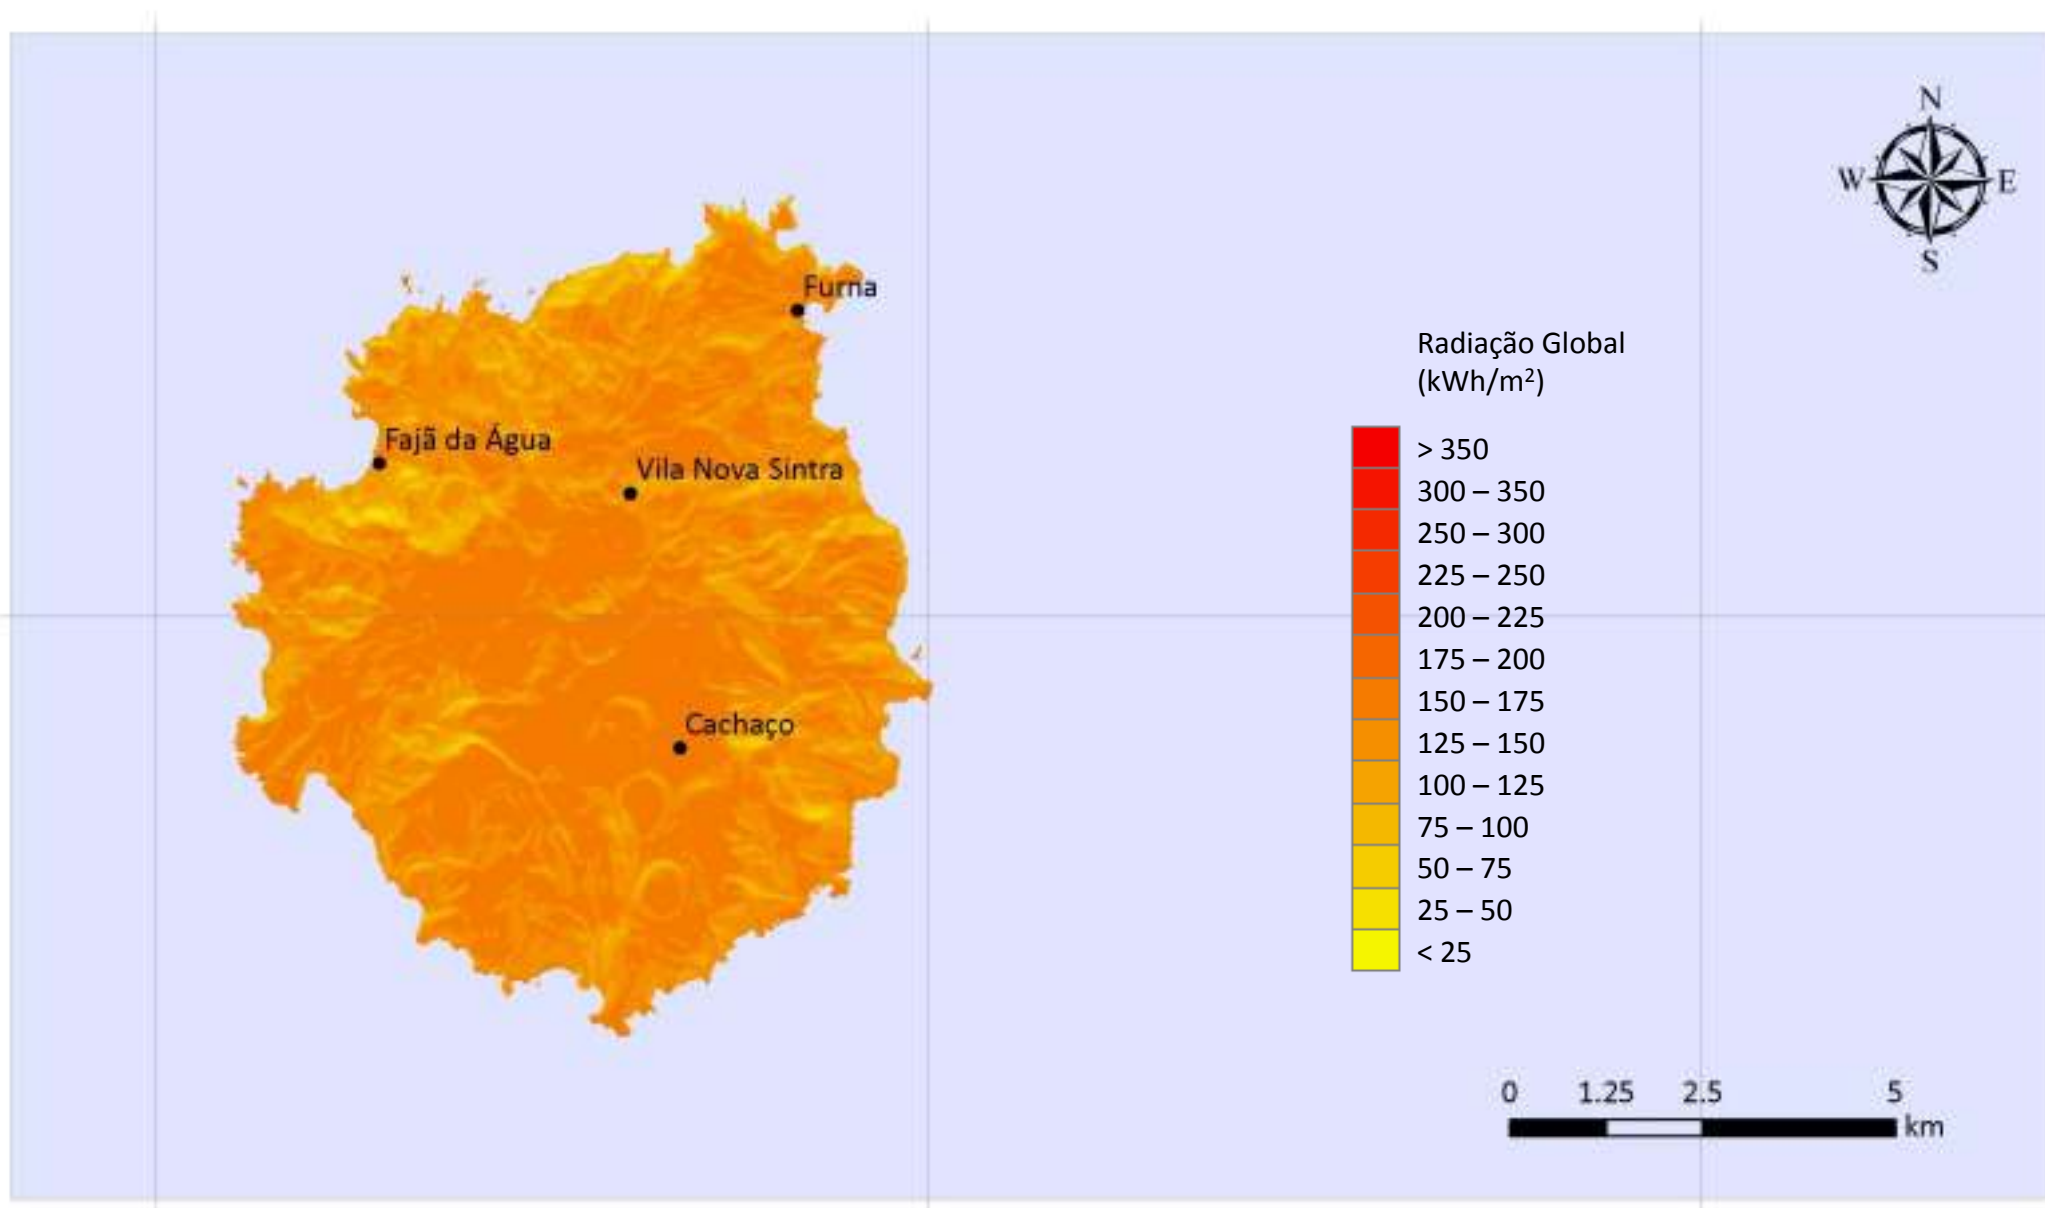 N
W
E
S
Furna
Fajã da Água
Vila Nova Sintra
Cachaço
Radiação Global
(kWh/m²)
> 350
300 – 350
250 – 300
225 – 250
200 – 225
175 – 200
150 – 175
125 – 150
100 – 125
75 – 100
50 – 75
25 – 50
< 25
0 1.25 2.5 5
km